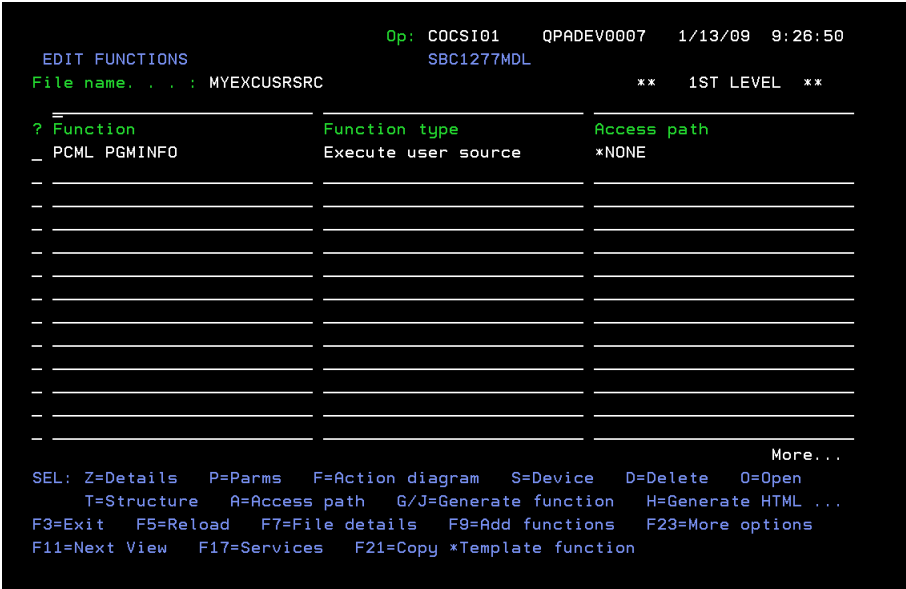 Op: COCSI01 QPADEV0007 1/13/09 9:26:50
EDIT FUNCTIONS SBC1277MDL
File name. . . : MYEXCUSRSRC ** 1ST LEVEL **
? Function Function type Access path
_ PCML PGMINFO Execute user source *NONE
More...
SEL: Z=Details P=Parms F=Action diagram S=Device D=Delete O=Open
T=Structure A=Access path G/J=Generate function H=Generate HTML ...
F3=Exit F5=Reload F7=File details F9=Add functions F23=More options
F11=Next View F17=Services F21=Copy *Template function